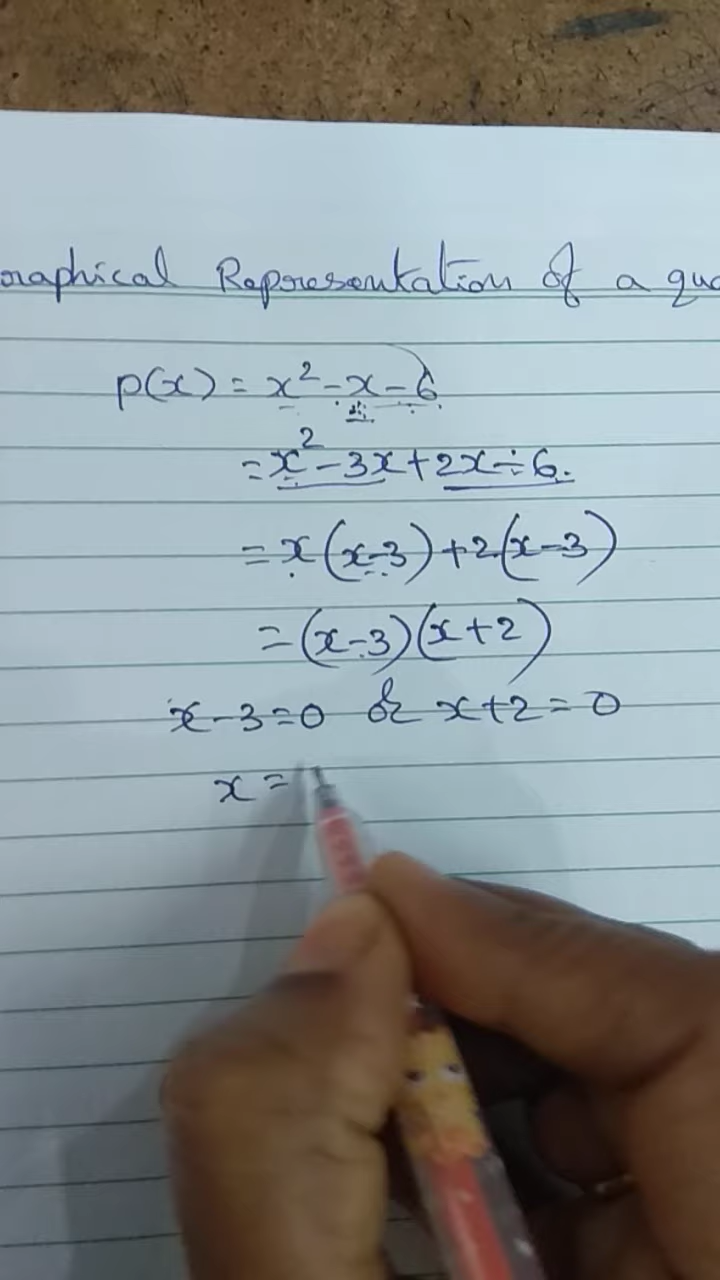 raphical Representation of a qua
p(x) = x² - x - 6
= x² - 3x + 2x - 6.
= x(x-3) + 2(x-3)
= (x-3)(x+2)
x-3=0 or x+2=0
x =